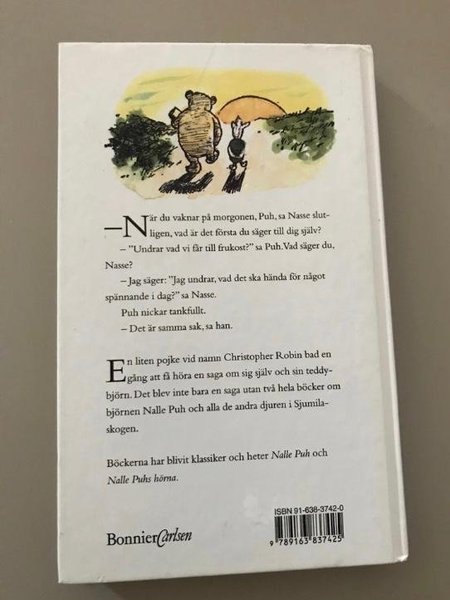 –När du vaknar på morgonen, Puh, sa Nasse slut-
ligen, vad är det första du säger till dig själv?
– "Undrar vad vi får till frukost?" sa Puh. Vad säger du,
Nasse?
– Jag säger: "Jag undrar, vad det ska hända för något
spännande i dag?" sa Nasse.
Puh nickar tankfullt.
– Det är samma sak, sa han.
En liten pojke vid namn Christopher Robin bad en
gång att få höra en saga om sig själv och sin teddy-
björn. Det blev inte bara en saga utan två hela böcker om
björnen Nalle Puh och alla de andra djuren i Sjumila-
skogen.
Böckerna har blivit klassiker och heter Nalle Puh och
Nalle Puhs hörna.
BonnierCarlsen
ISBN 91-638-3742-0
9 789163 837425